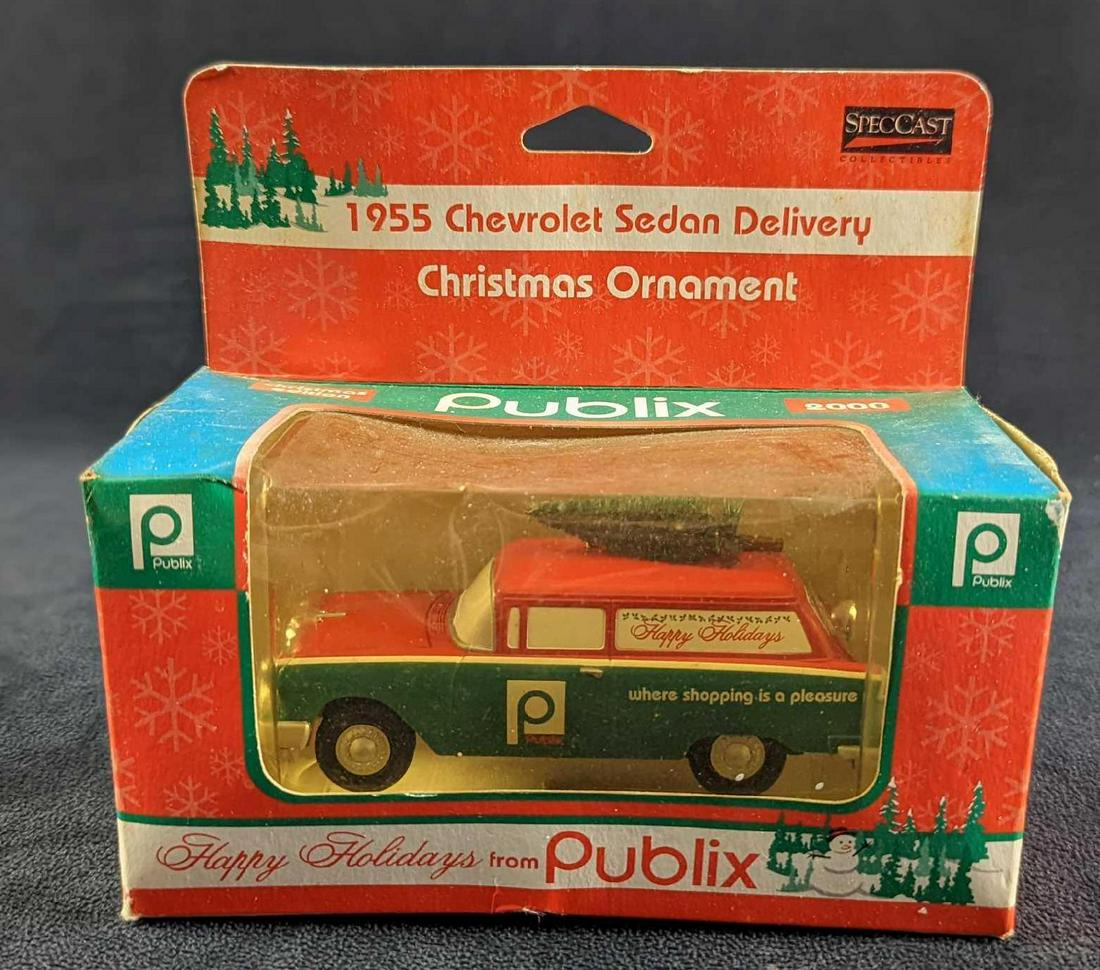 SPECCAST
COLLECTIBLES
1955 Chevrolet Sedan Delivery
Christmas Ornament
Publix
2000
Publix
Publix
Happy Holidays
where shopping is a pleasure
Publix
Happy Holidays from Publix